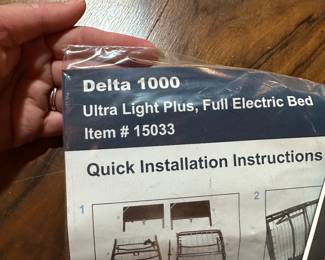 Delta 1000
Ultra Light Plus, Full Electric Bed
Item # 15033
Quick Installation Instructions
1
2